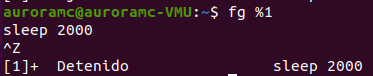 auroramc@auroramc-VMU:~$ fg %1
sleep 2000
^Z
[1]+  Detenido                sleep 2000